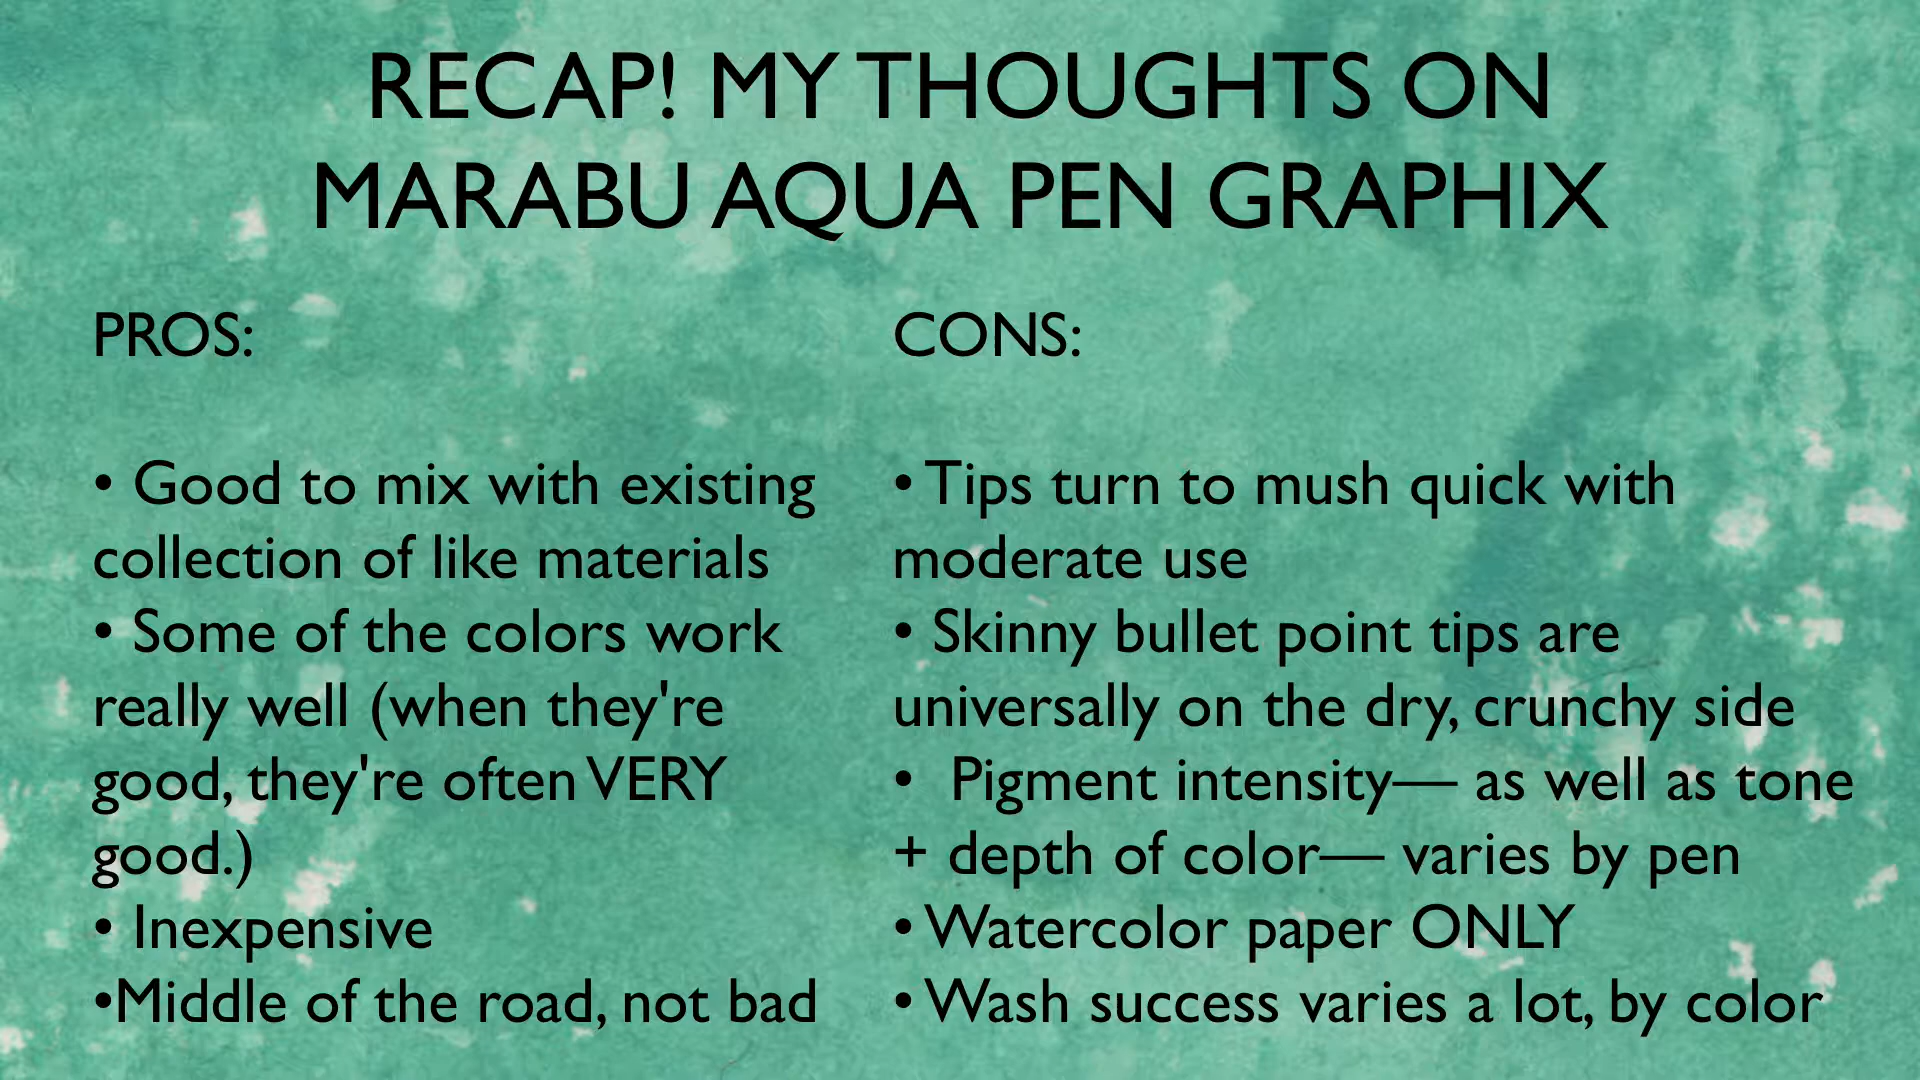 RECAP! MY THOUGHTS ON
MARABU AQUA PEN GRAPHIX
PROS:
• Good to mix with existing
collection of like materials
• Some of the colors work
really well (when they're
good, they're often VERY
good.)
• Inexpensive
•Middle of the road, not bad
CONS:
• Tips turn to mush quick with
moderate use
• Skinny bullet point tips are
universally on the dry, crunchy side
•  Pigment intensity— as well as tone
+ depth of color— varies by pen
• Watercolor paper ONLY
• Wash success varies a lot, by color